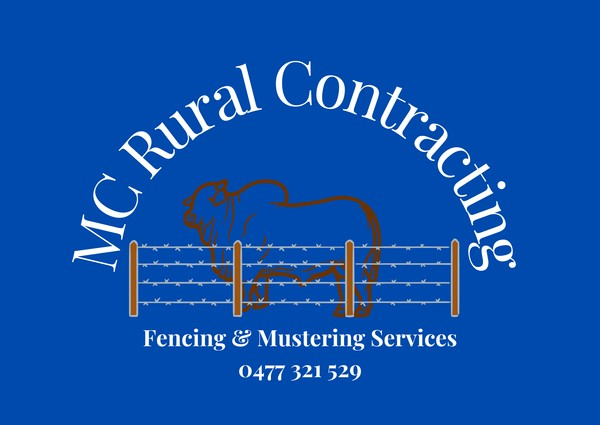 MC Rural Contracting
Fencing & Mustering Services
0477 321 529